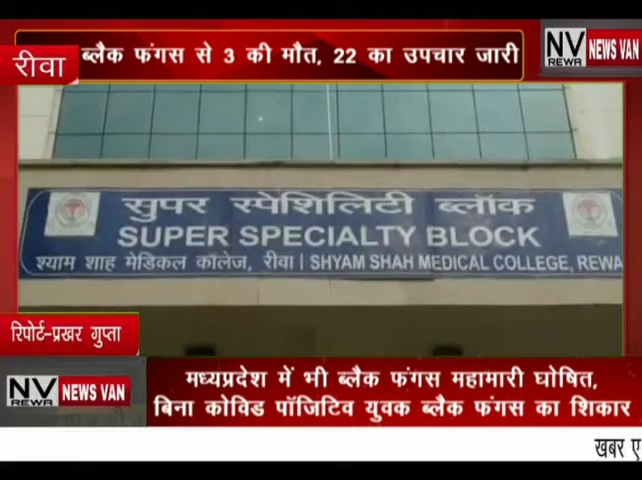 ब्लैक फंगस से 3 की मौत, 22 का उपचार जारी
रीवा
NV
REWA
NEWS VAN
सुपर स्पेशिलिटी ब्लॉक
SUPER SPECIALTY BLOCK
श्याम शाह मेडिकल कॉलेज, रीवा | SHYAM SHAH MEDICAL COLLEGE, REWA
रिपोर्ट-प्रखर गुप्ता
NV
REWA
NEWS VAN
मध्यप्रदेश में भी ब्लैक फंगस महामारी घोषित,
बिना कोविड पॉजिटिव युवक ब्लैक फंगस का शिकार
खबर ए